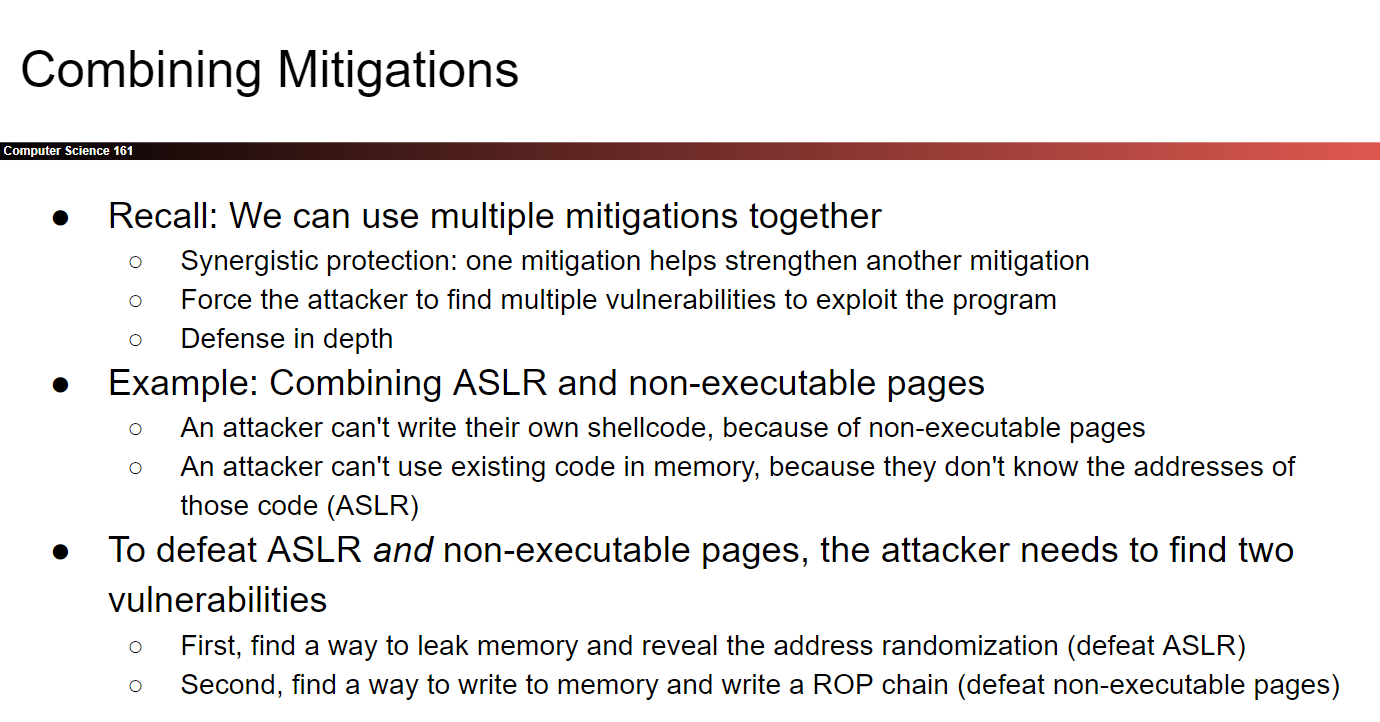 Combining Mitigations
Computer Science 161
● Recall: We can use multiple mitigations together
○ Synergistic protection: one mitigation helps strengthen another mitigation
○ Force the attacker to find multiple vulnerabilities to exploit the program
○ Defense in depth
● Example: Combining ASLR and non-executable pages
○ An attacker can't write their own shellcode, because of non-executable pages
○ An attacker can't use existing code in memory, because they don't know the addresses of
those code (ASLR)
● To defeat ASLR and non-executable pages, the attacker needs to find two
vulnerabilities
○ First, find a way to leak memory and reveal the address randomization (defeat ASLR)
○ Second, find a way to write to memory and write a ROP chain (defeat non-executable pages)